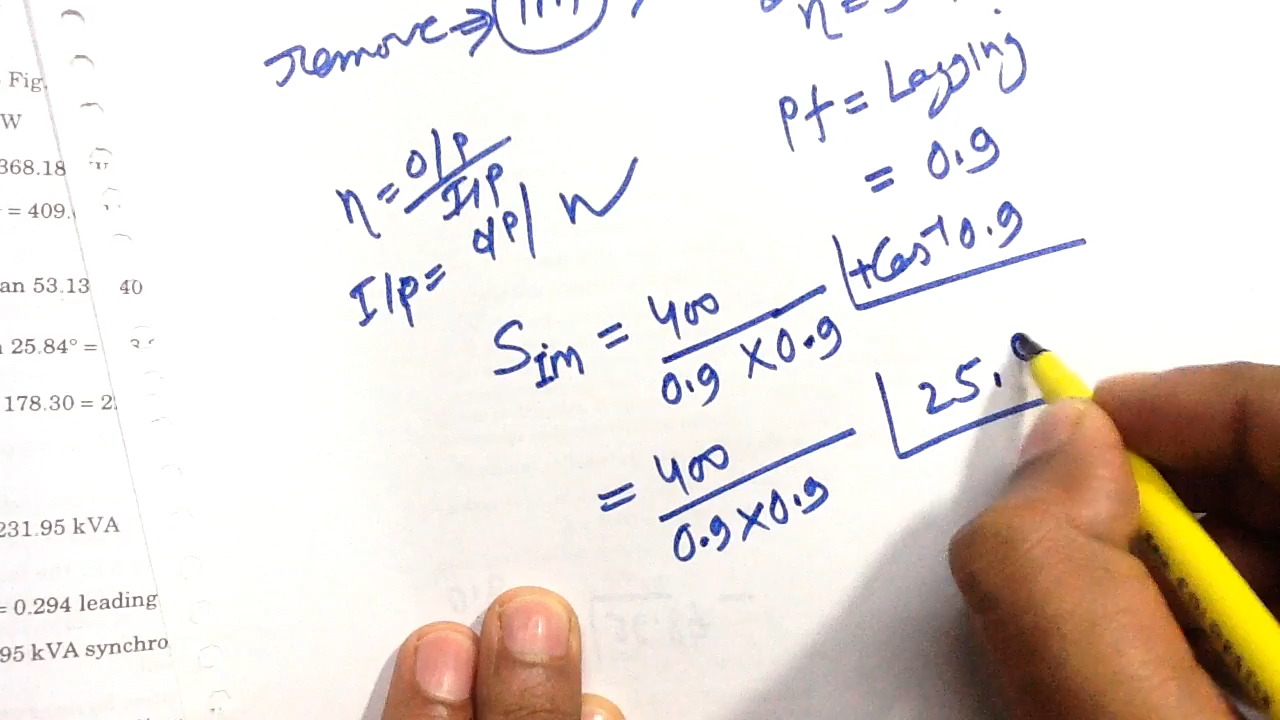 Remove ⇒
η =
Pf = Lagging
= 0.9
η = O/P / I/P
I/P = O/P / η
S_Im = 400 / 0.9 × 0.9 ∠+Cos⁻¹ 0.9
= 400 / 0.9 × 0.9 ∠25.
Fig.
W
368.18
= 409.
an 53.13 40
25.84° =
178.30 = 2.
231.95 kVA
= 0.294 leading
95 kVA synchro